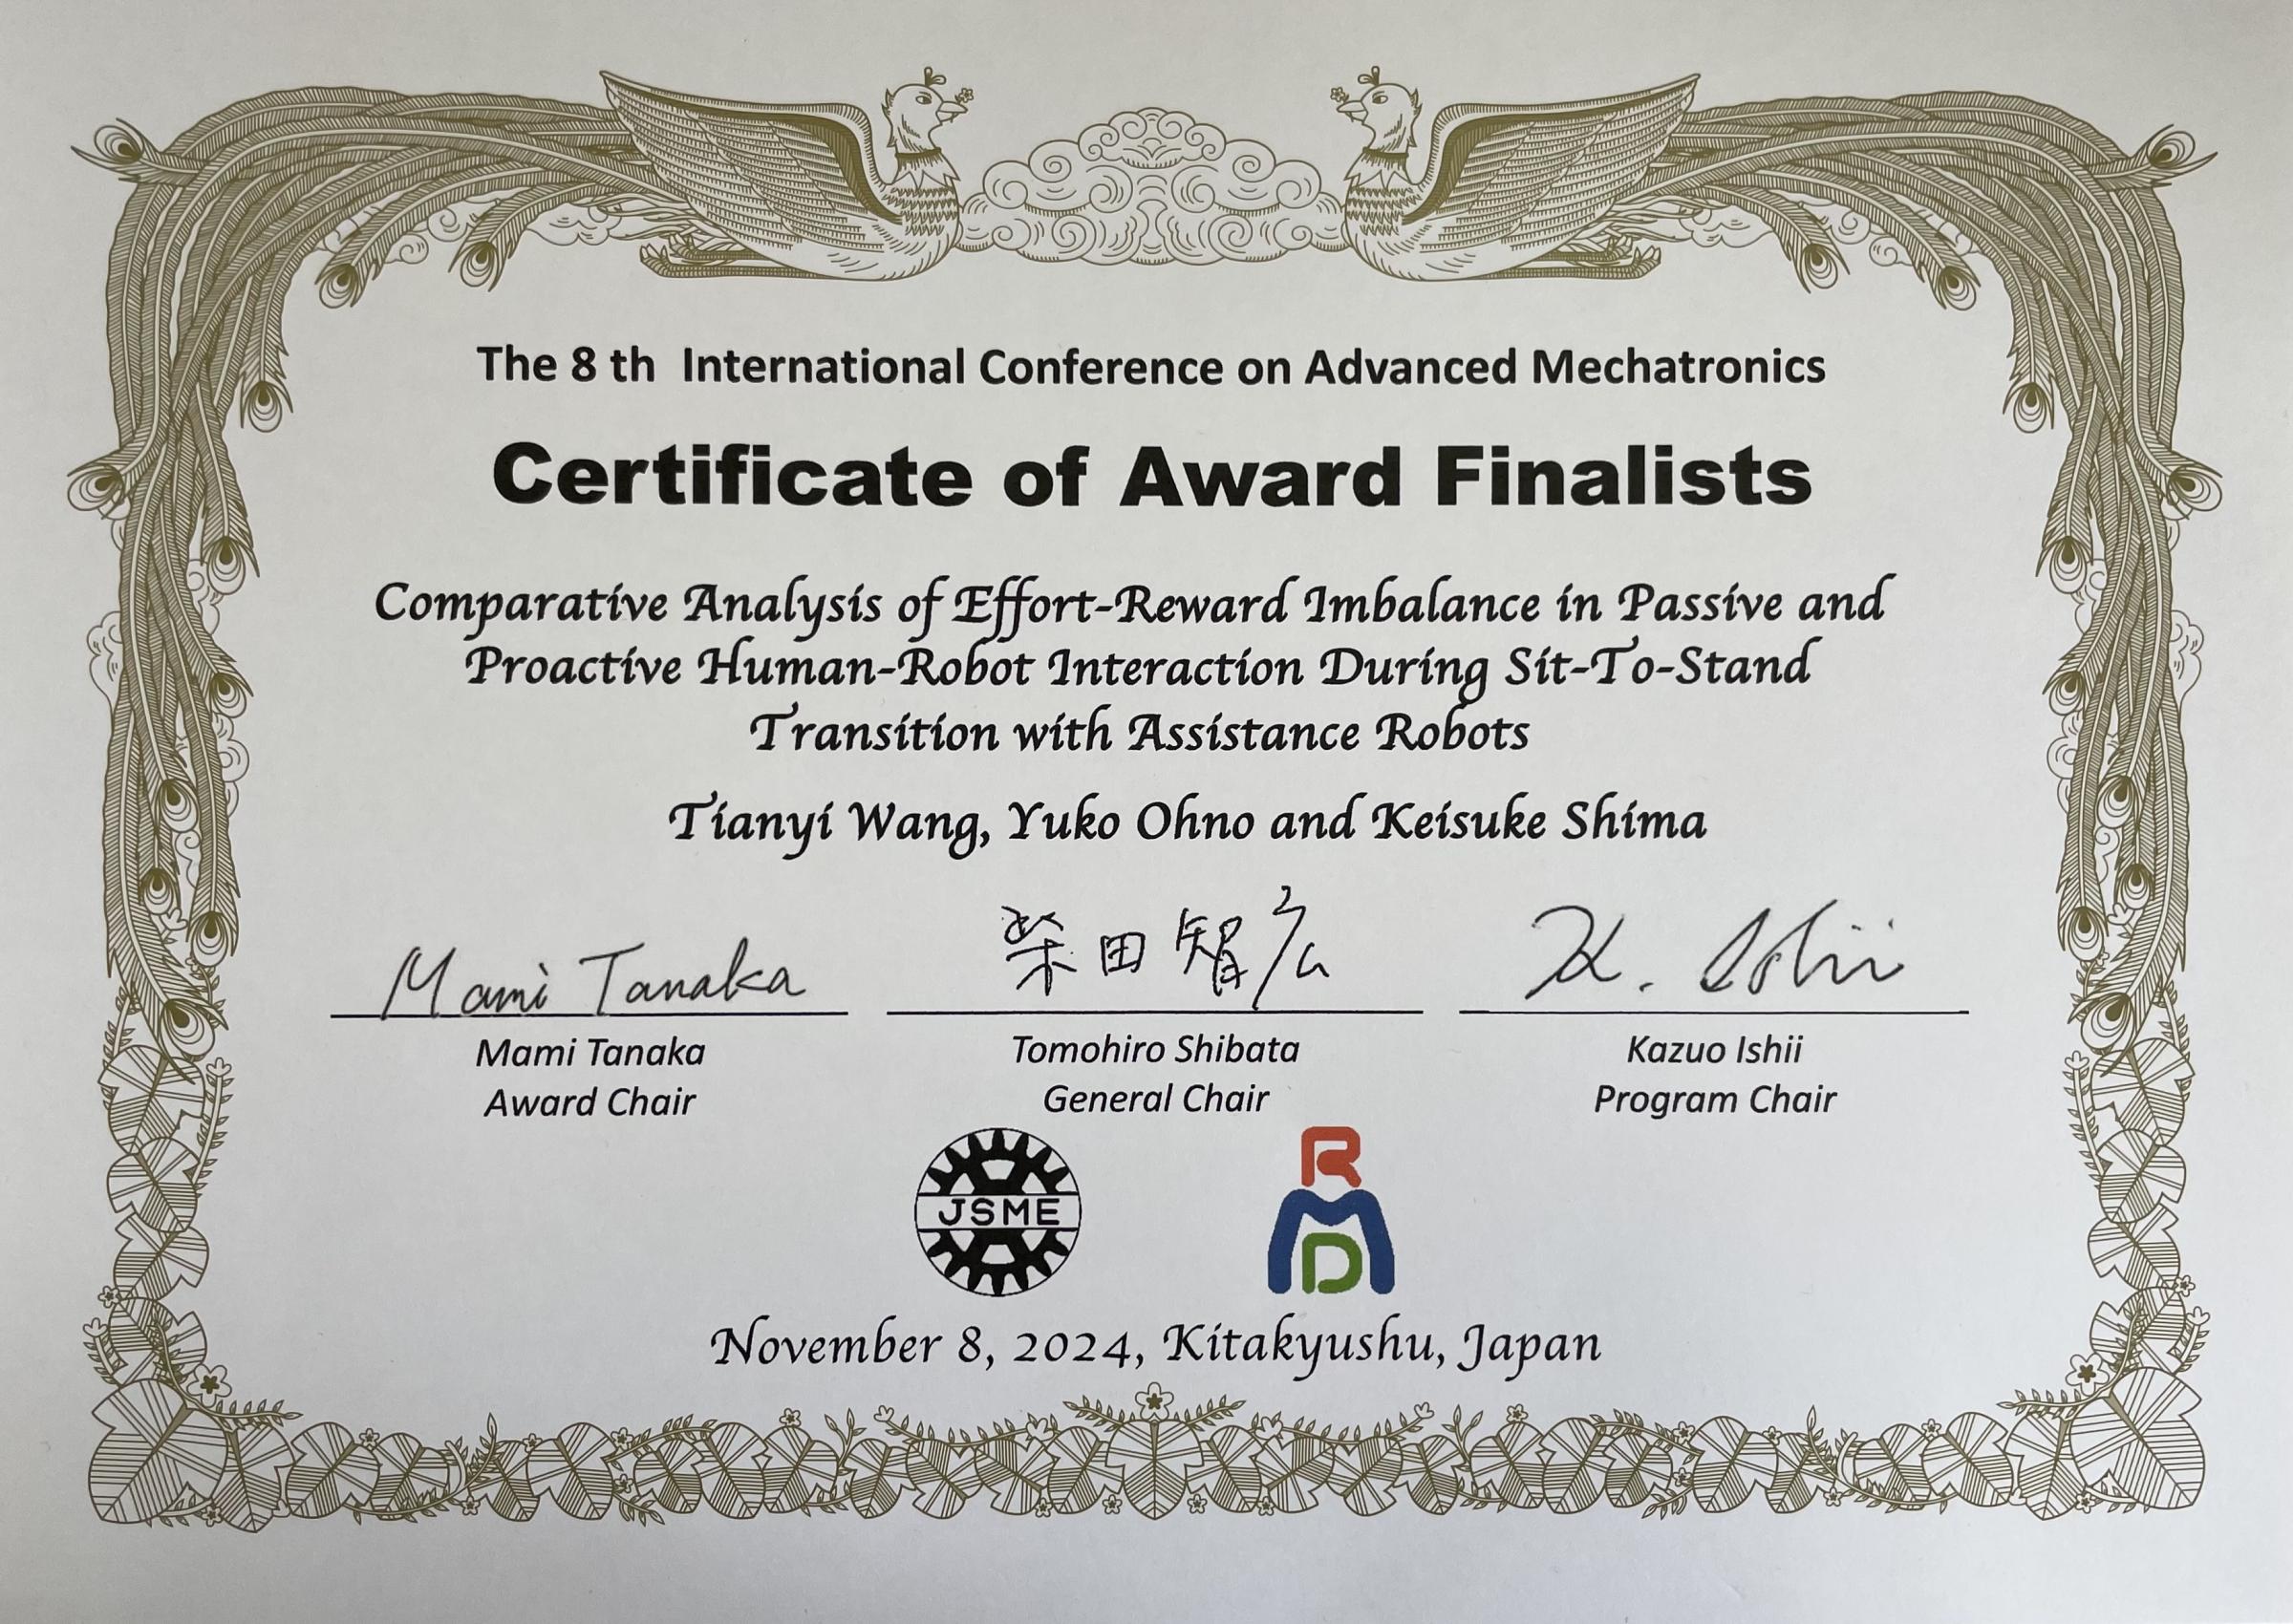 The 8 th International Conference on Advanced Mechatronics
Certificate of Award Finalists
Comparative Analysis of Effort-Reward Imbalance in Passive and
Proactive Human-Robot Interaction During Sit-To-Stand
Transition with Assistance Robots
Tianyi Wang, Yuko Ohno and Keisuke Shima
Mami Tanaka 柴田智宏 K. Ishii
Mami Tanaka Tomohiro Shibata Kazuo Ishii
Award Chair General Chair Program Chair
JSME RMD
November 8, 2024, Kitakyushu, Japan